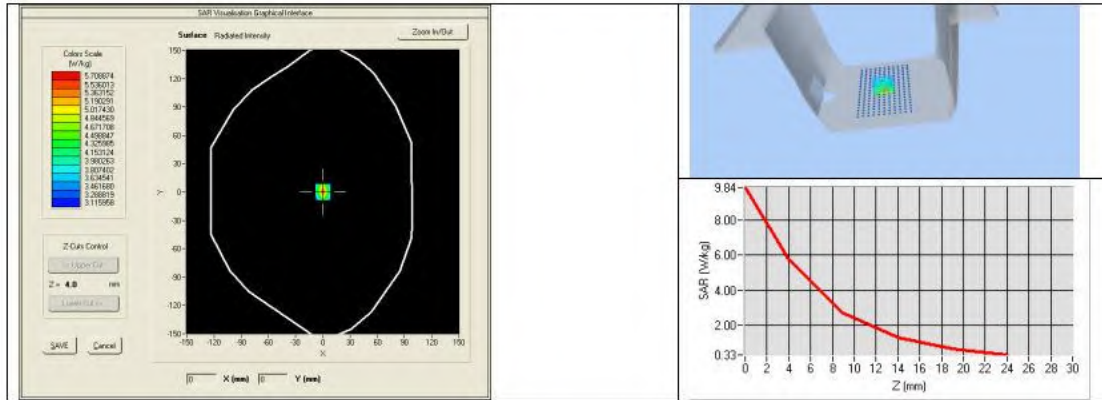 SAR Visualisation Graphical Interface
Surface Radiated Intensity
Zoom In/Out
Colors Scale
(W/kg)
5.708874
5.536013
5.363152
5.190291
5.017430
4.844569
4.671708
4.498847
4.325985
4.153124
3.980263
3.807402
3.634541
3.461680
3.288819
3.115958
Z-Cuts Control
Z = 4.0 mm
SAVE Cancel
150
120
90
60
30
0
-30
-60
-90
-120
-150
Y
-150 -120 -90 -60 -30 0 30 60 90 120 150
X
0 X (mm) 0 Y (mm)
9.84
8.00
6.00
4.00
2.00
0.33
SAR (W/kg)
0 2 4 6 8 10 12 14 16 18 20 22 24 26 28 30
Z (mm)